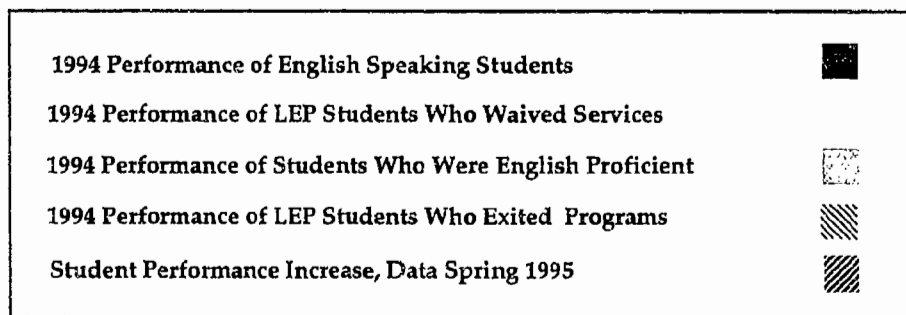 1994 Performance of English Speaking Students
1994 Performance of LEP Students Who Waived Services
1994 Performance of Students Who Were English Proficient
1994 Performance of LEP Students Who Exited Programs
Student Performance Increase, Data Spring 1995